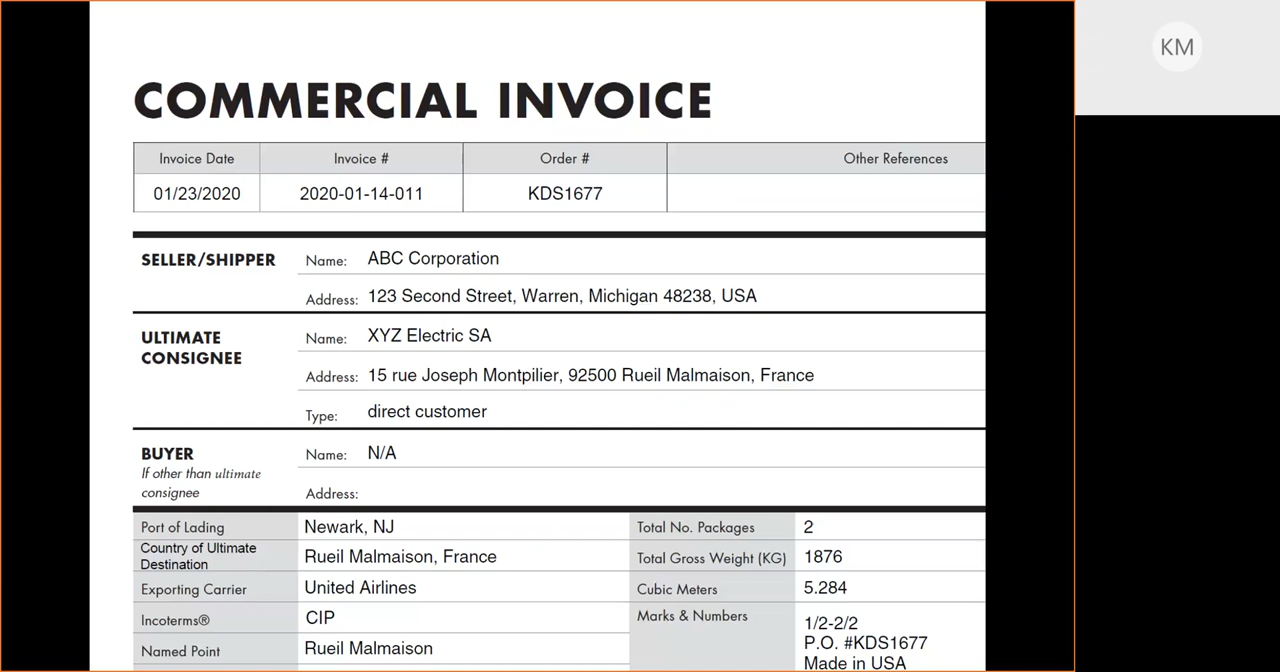 KM
COMMERCIAL INVOICE
Invoice Date Invoice # Order # Other References
01/23/2020 2020-01-14-011 KDS1677
SELLER/SHIPPER Name: ABC Corporation
Address: 123 Second Street, Warren, Michigan 48238, USA
ULTIMATE CONSIGNEE Name: XYZ Electric SA
Address: 15 rue Joseph Montpilier, 92500 Rueil Malmaison, France
Type: direct customer
BUYER Name: N/A
If other than ultimate
consignee Address:
Port of Lading Newark, NJ Total No. Packages 2
Country of Ultimate
Destination Rueil Malmaison, France Total Gross Weight (KG) 1876
Exporting Carrier United Airlines Cubic Meters 5.284
Incoterms® CIP Marks & Numbers 1/2-2/2
P.O. #KDS1677
Named Point Rueil Malmaison Made in USA